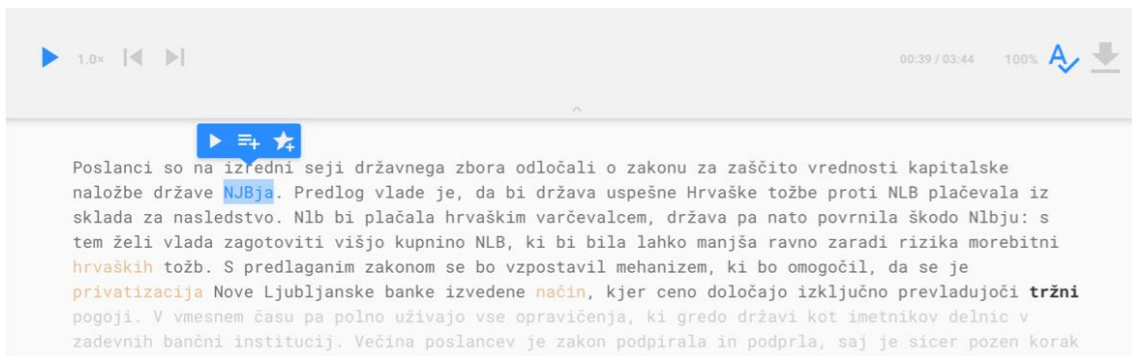 1.0× 00:39 / 03:44 100%
Poslanci so na izredni seji državnega zbora odločali o zakonu za zaščito vrednosti kapitalske
naložbe države NJBja. Predlog vlade je, da bi država uspešne Hrvaške tožbe proti NLB plačevala iz
sklada za nasledstvo. Nlb bi plačala hrvaškim varčevalcem, država pa nato povrnila škodo Nlbju: s
tem želi vlada zagotoviti višjo kupnino NLB, ki bi bila lahko manjša ravno zaradi rizika morebitni
hrvaških tožb. S predlaganim zakonom se bo vzpostavil mehanizem, ki bo omogočil, da se je
privatizacija Nove Ljubljanske banke izvedene način, kjer ceno določajo izključno prevladujoči tržni
pogoji. V vmesnem času pa polno uživajo vse opravičenja, ki gredo državi kot imetnikov delnic v
zadevnih bančni institucij. Večina poslancev je zakon podpirala in podprla, saj je sicer pozen korak